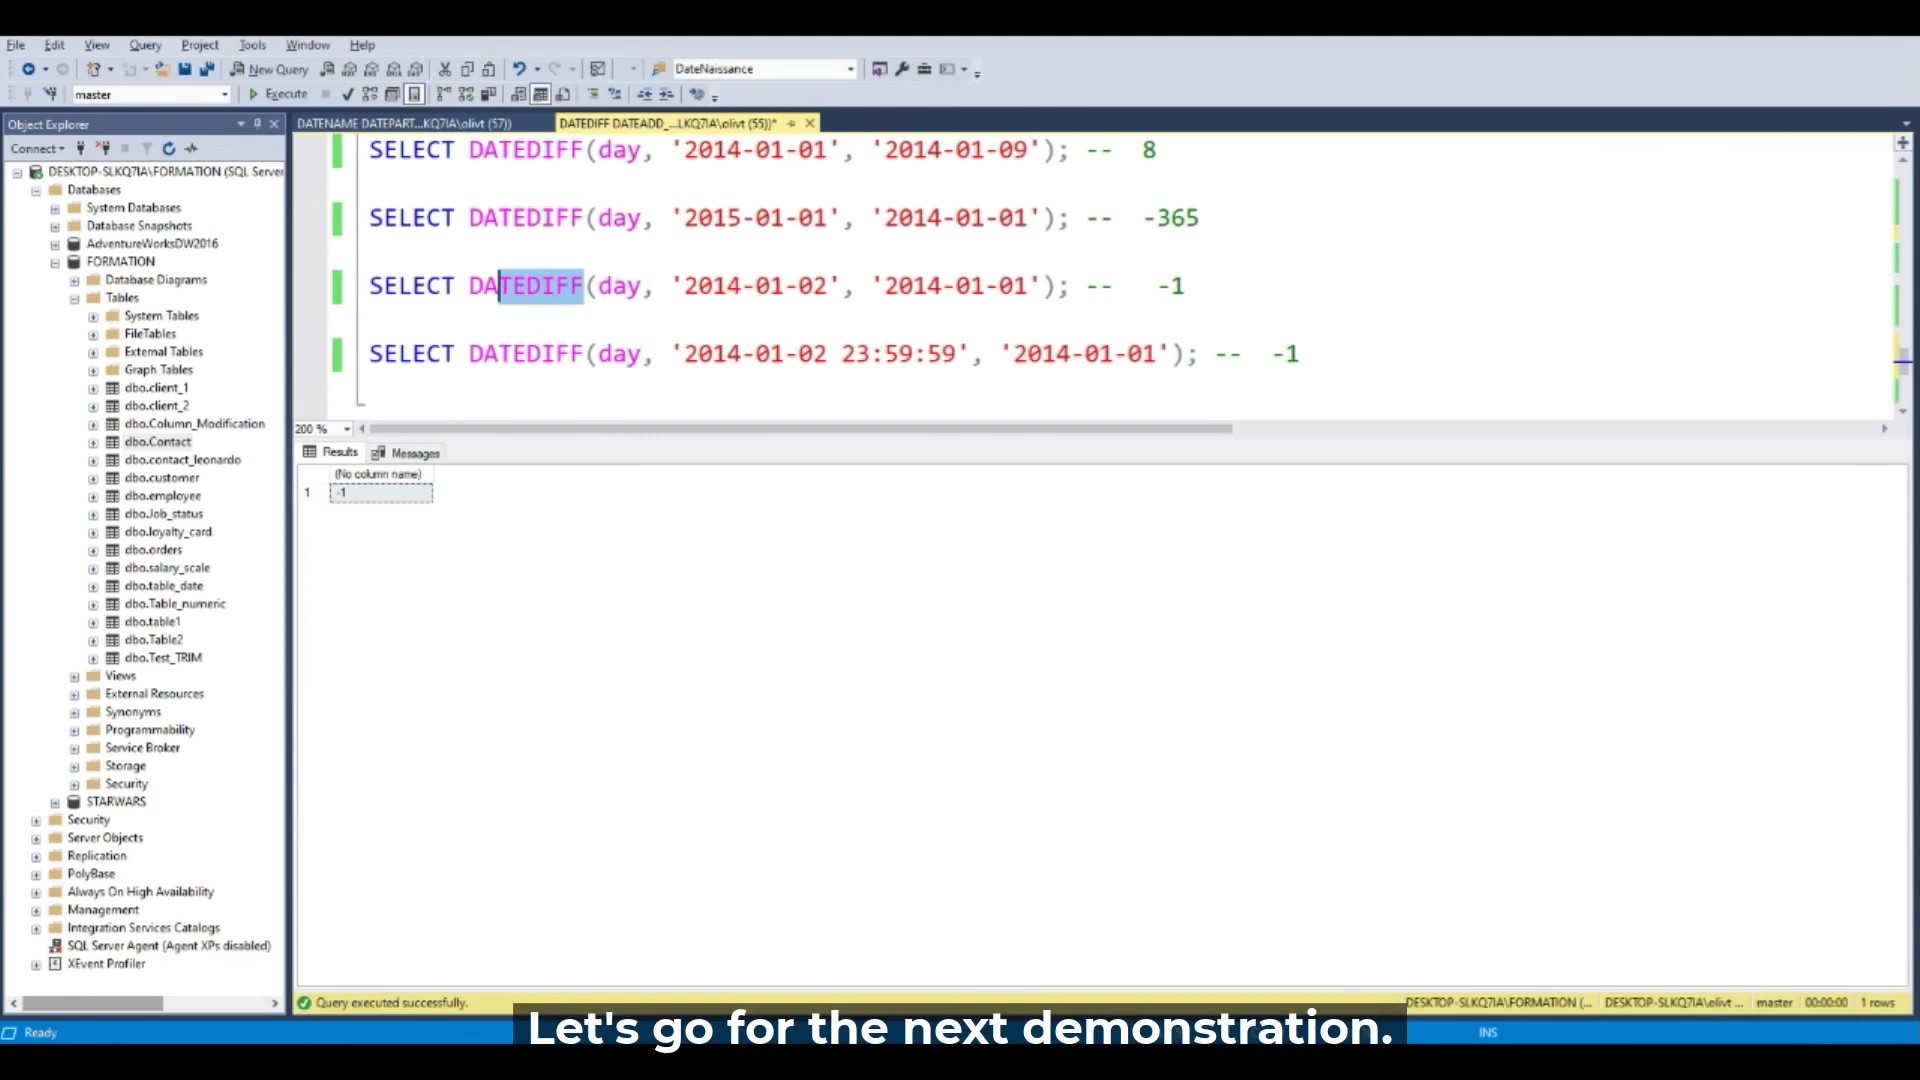 File Edit View Query Project Tools Window Help
New Query DateNaissance
master Execute
Object Explorer
DATENAME DATEPART...KQ7IA\olivt (57))
DATEDIFF DATEADD_...LKQ7IA\olivt (55))*
Connect
DESKTOP-SLKQ7IA\FORMATION (SQL Server
Databases
System Databases
Database Snapshots
AdventureWorksDW2016
FORMATION
Database Diagrams
Tables
System Tables
FileTables
External Tables
Graph Tables
dbo.client_1
dbo.client_2
dbo.Column_Modification
dbo.Contact
dbo.contact_leonardo
dbo.customer
dbo.employee
dbo.Job_status
dbo.loyalty_card
dbo.orders
dbo.salary_scale
dbo.table_date
dbo.Table_numeric
dbo.table1
dbo.Table2
dbo.Test_TRIM
Views
External Resources
Synonyms
Programmability
Service Broker
Storage
Security
STARWARS
Security
Server Objects
Replication
PolyBase
Always On High Availability
Management
Integration Services Catalogs
SQL Server Agent (Agent XPs disabled)
XEvent Profiler
SELECT DATEDIFF(day, '2014-01-01', '2014-01-09'); -- 8
SELECT DATEDIFF(day, '2015-01-01', '2014-01-01'); -- -365
SELECT DATEDIFF(day, '2014-01-02', '2014-01-01'); -- -1
SELECT DATEDIFF(day, '2014-01-02 23:59:59', '2014-01-01'); -- -1
200 %
Results Messages
(No column name)
1 -1
Query executed successfully.
DESKTOP-SLKQ7IA\FORMATION (... DESKTOP-SLKQ7IA\olivt ... master 00:00:00 1 rows
Let's go for the next demonstration.
Ready
INS